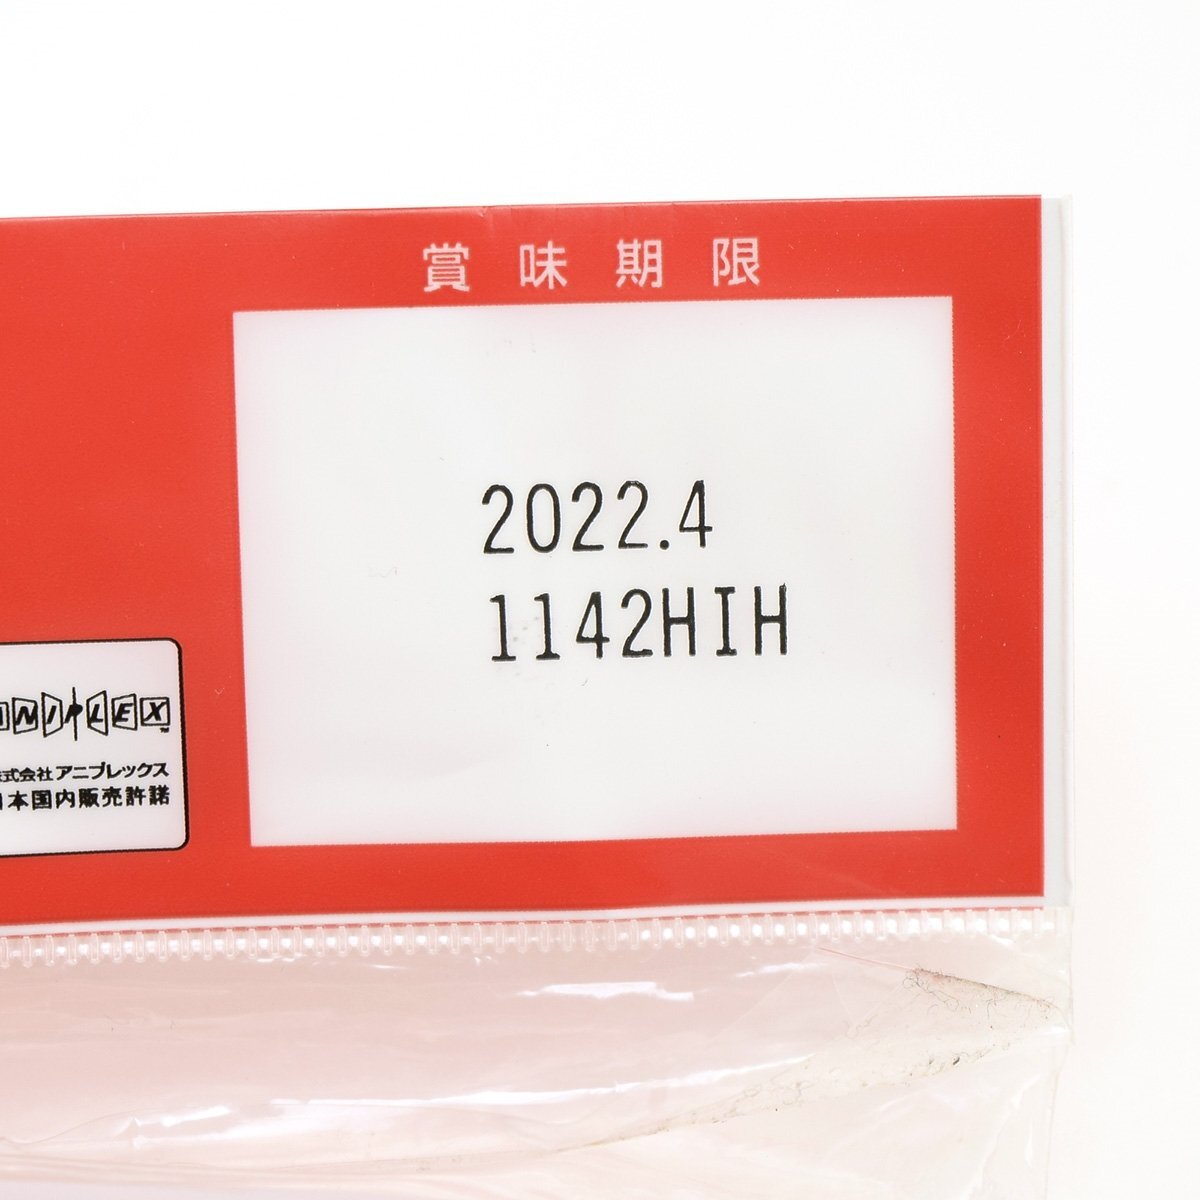 賞味期限
2022.4
1142HIH
ANIPLEX™
株式会社アニプレックス
日本国内販売許諾